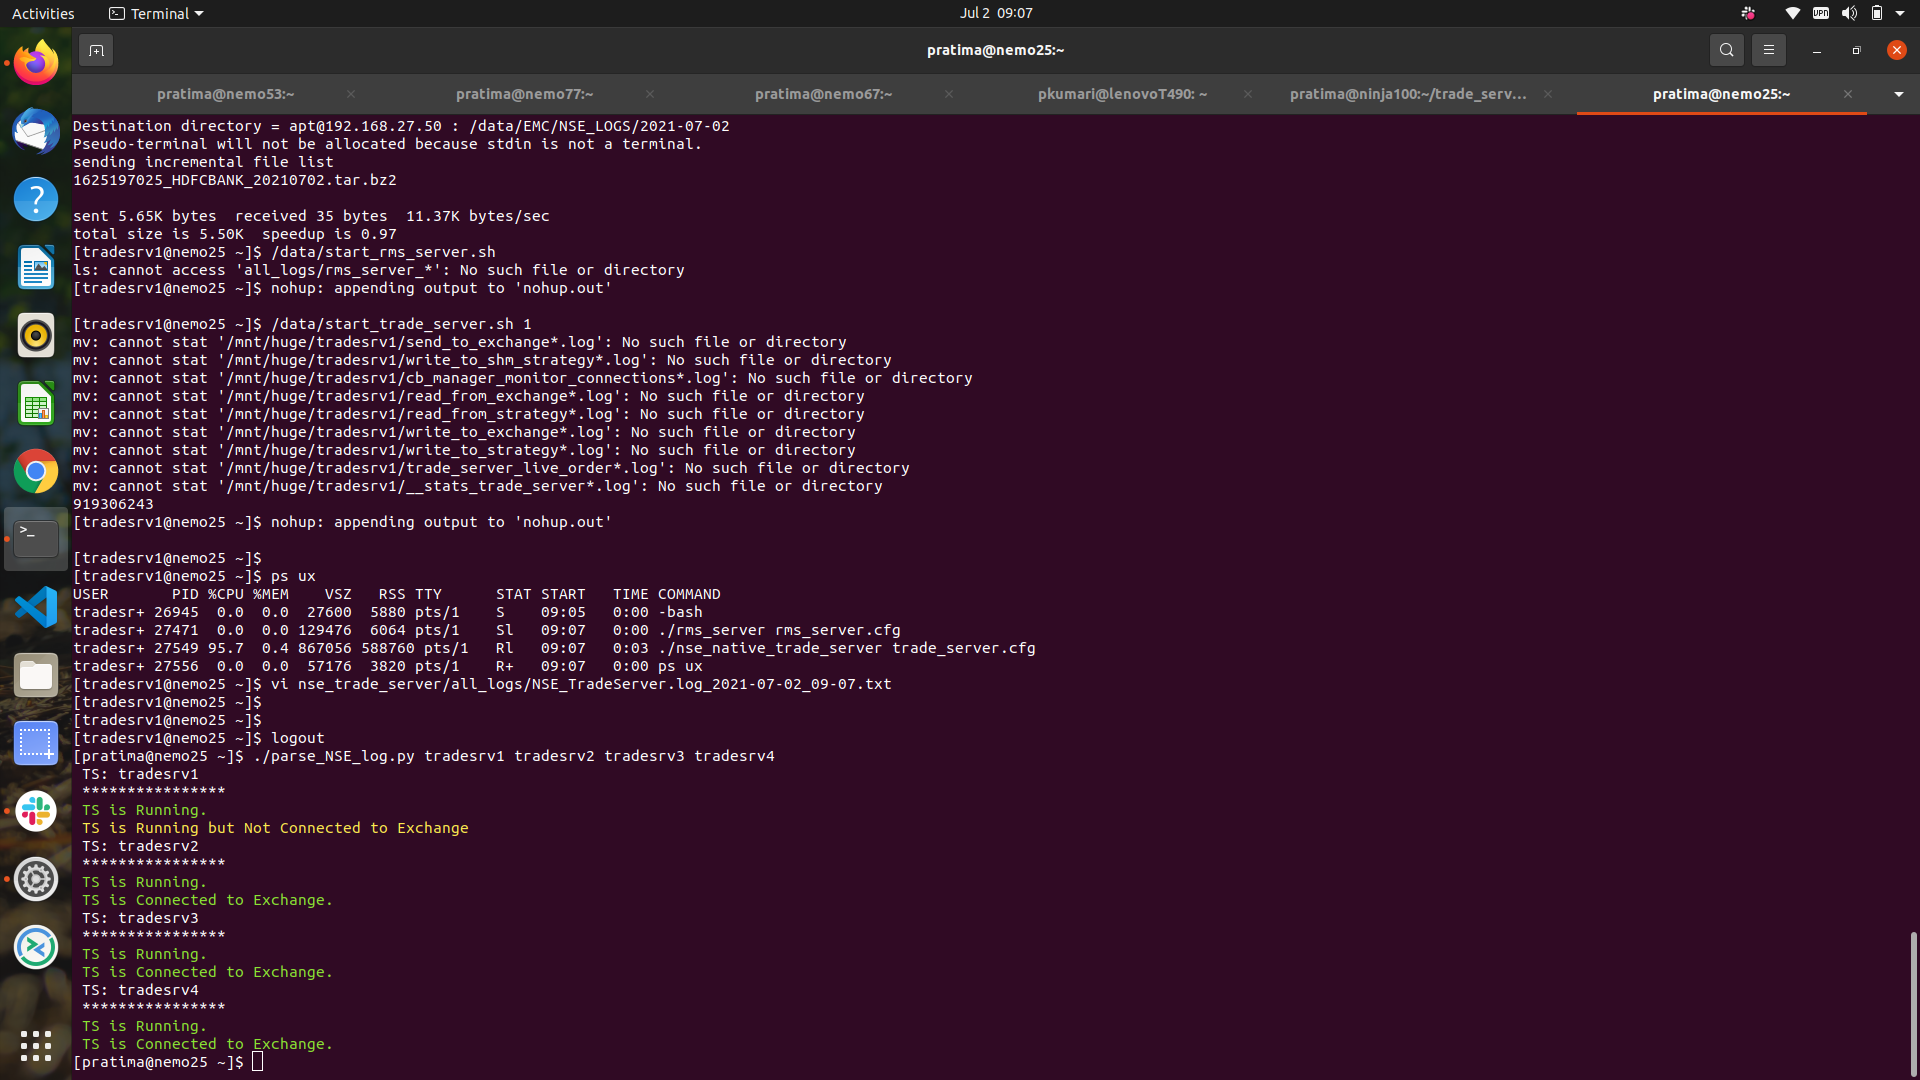 Activities
Terminal
Jul 2 09:07
VPN
pratima@nemo25:~
pratima@nemo53:~
pratima@nemo77:~
pratima@nemo67:~
pkumari@lenovoT490: ~
pratima@ninja100:~/trade_serv...
pratima@nemo25:~
Destination directory = apt@192.168.27.50 : /data/EMC/NSE_LOGS/2021-07-02
Pseudo-terminal will not be allocated because stdin is not a terminal.
sending incremental file list
1625197025_HDFCBANK_20210702.tar.bz2
sent 5.65K bytes  received 35 bytes  11.37K bytes/sec
total size is 5.50K  speedup is 0.97
[tradesrv1@nemo25 ~]$ /data/start_rms_server.sh
ls: cannot access 'all_logs/rms_server_*': No such file or directory
[tradesrv1@nemo25 ~]$ nohup: appending output to 'nohup.out'
[tradesrv1@nemo25 ~]$ /data/start_trade_server.sh 1
mv: cannot stat '/mnt/huge/tradesrv1/send_to_exchange*.log': No such file or directory
mv: cannot stat '/mnt/huge/tradesrv1/write_to_shm_strategy*.log': No such file or directory
mv: cannot stat '/mnt/huge/tradesrv1/cb_manager_monitor_connections*.log': No such file or directory
mv: cannot stat '/mnt/huge/tradesrv1/read_from_exchange*.log': No such file or directory
mv: cannot stat '/mnt/huge/tradesrv1/read_from_strategy*.log': No such file or directory
mv: cannot stat '/mnt/huge/tradesrv1/write_to_exchange*.log': No such file or directory
mv: cannot stat '/mnt/huge/tradesrv1/write_to_strategy*.log': No such file or directory
mv: cannot stat '/mnt/huge/tradesrv1/trade_server_live_order*.log': No such file or directory
mv: cannot stat '/mnt/huge/tradesrv1/__stats_trade_server*.log': No such file or directory
919306243
[tradesrv1@nemo25 ~]$ nohup: appending output to 'nohup.out'
[tradesrv1@nemo25 ~]$
[tradesrv1@nemo25 ~]$ ps ux
USER       PID %CPU %MEM    VSZ   RSS TTY      STAT START   TIME COMMAND
tradesr+ 26945  0.0  0.0  27600  5880 pts/1    S    09:05   0:00 -bash
tradesr+ 27471  0.0  0.0 129476  6064 pts/1    Sl   09:07   0:00 ./rms_server rms_server.cfg
tradesr+ 27549 95.7  0.4 867056 588760 pts/1   Rl   09:07   0:03 ./nse_native_trade_server trade_server.cfg
tradesr+ 27556  0.0  0.0  57176  3820 pts/1    R+   09:07   0:00 ps ux
[tradesrv1@nemo25 ~]$ vi nse_trade_server/all_logs/NSE_TradeServer.log_2021-07-02_09-07.txt
[tradesrv1@nemo25 ~]$
[tradesrv1@nemo25 ~]$
[tradesrv1@nemo25 ~]$ logout
[pratima@nemo25 ~]$ ./parse_NSE_log.py tradesrv1 tradesrv2 tradesrv3 tradesrv4
TS: tradesrv1
****************
TS is Running.
TS is Running but Not Connected to Exchange
TS: tradesrv2
****************
TS is Running.
TS is Connected to Exchange.
TS: tradesrv3
****************
TS is Running.
TS is Connected to Exchange.
TS: tradesrv4
****************
TS is Running.
TS is Connected to Exchange.
[pratima@nemo25 ~]$